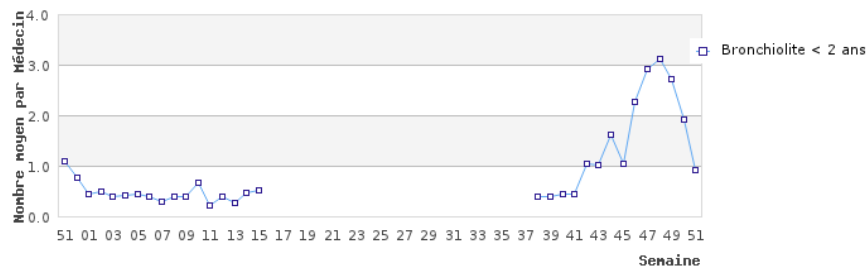 4.0
Bronchiolite < 2 ans
3.0
2.0
1.0
0.0
Nombre moyen par Médecin
51 01 03 05 07 09 11 13 15 17 19 21 23 25 27 29 31 33 35 37 39 41 43 45 47 49 51
Semaine